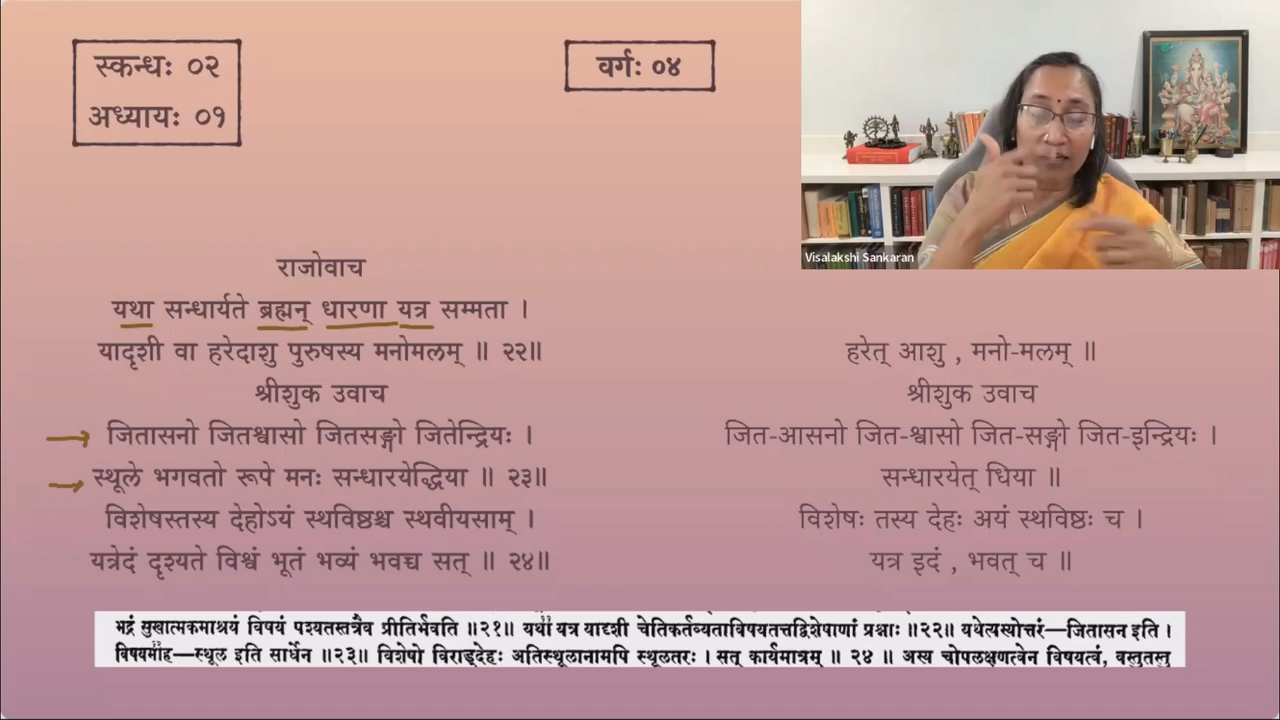 स्कन्धः ०२
अध्यायः ०१
वर्गः ०४
Visalakshi Sankaran
राजोवाच
यथा सन्धार्यते ब्रह्मन् धारणा यत्र सम्मता ।
यादृशी वा हरेदाशु पुरुषस्य मनोमलम् ॥ २२॥
श्रीशुक उवाच
जितासनो जितश्वासो जितसङ्गो जितेन्द्रियः ।
स्थूले भगवतो रूपे मनः सन्धारयेद्धिया ॥ २३॥
विशेषस्तस्य देहोऽयं स्थविष्ठश्च स्थवीयसाम् ।
यत्रेदं दृश्यते विश्वं भूतं भव्यं भवच्च सत् ॥ २४॥
हरेत् आशु , मनो-मलम् ॥
श्रीशुक उवाच
जित-आसनो जित-श्वासो जित-सङ्गो जित-इन्द्रियः ।
सन्धारयेत् धिया ॥
विशेषः तस्य देहः अयं स्थविष्ठः च ।
यत्र इदं , भवत् च ॥
भद्रं सुखात्मकमाश्रयं विषयं पश्यतस्तत्रैव प्रीतिर्भवति ॥२१॥ यथा यत्र यादृशी चेतिकर्तव्यताविषयतत्तद्विशेषाणां प्रश्नाः ॥२२॥ यथेत्यस्योत्तरं—जितासन इति ।
विषयमाह—स्थूल इति सार्धेन ॥२३॥ विशेषो विराड्देहः अतिस्थूलानामपि स्थूलतरः । सत् कार्यमात्रम् ॥ २४ ॥ अस्य चोपलक्षणत्वेन विषयत्वं, वस्तुतस्तु